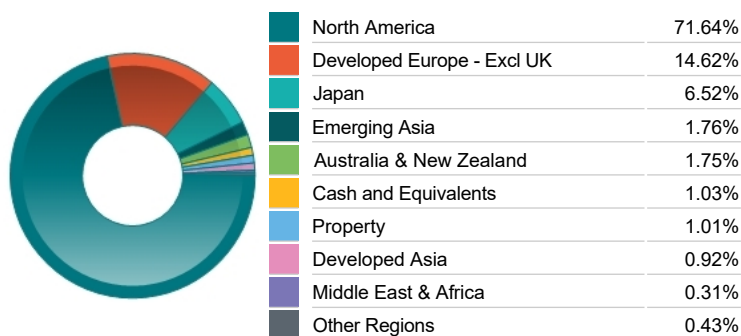 North America 71.64%
Developed Europe - Excl UK 14.62%
Japan 6.52%
Emerging Asia 1.76%
Australia & New Zealand 1.75%
Cash and Equivalents 1.03%
Property 1.01%
Developed Asia 0.92%
Middle East & Africa 0.31%
Other Regions 0.43%